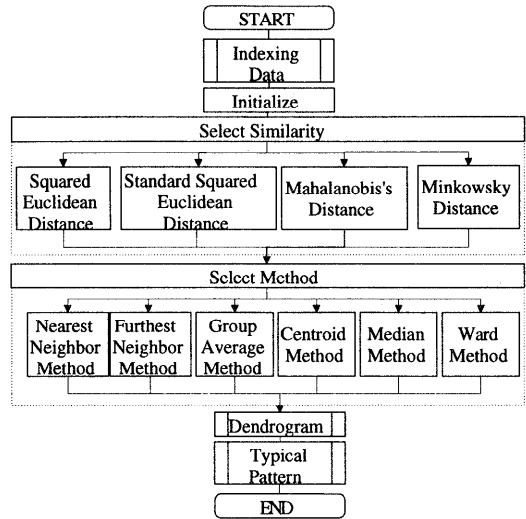 START
Indexing
Data
Initialize
Select Similarity
Squared
Euclidean
Distance
Standard Squared
Euclidean
Distance
Mahalanobis's
Distance
Minkowsky
Distance
Select Method
Nearest
Neighbor
Method
Furthest
Neighbor
Method
Group
Average
Method
Centroid
Method
Median
Method
Ward
Method
Dendrogram
Typical
Pattern
END